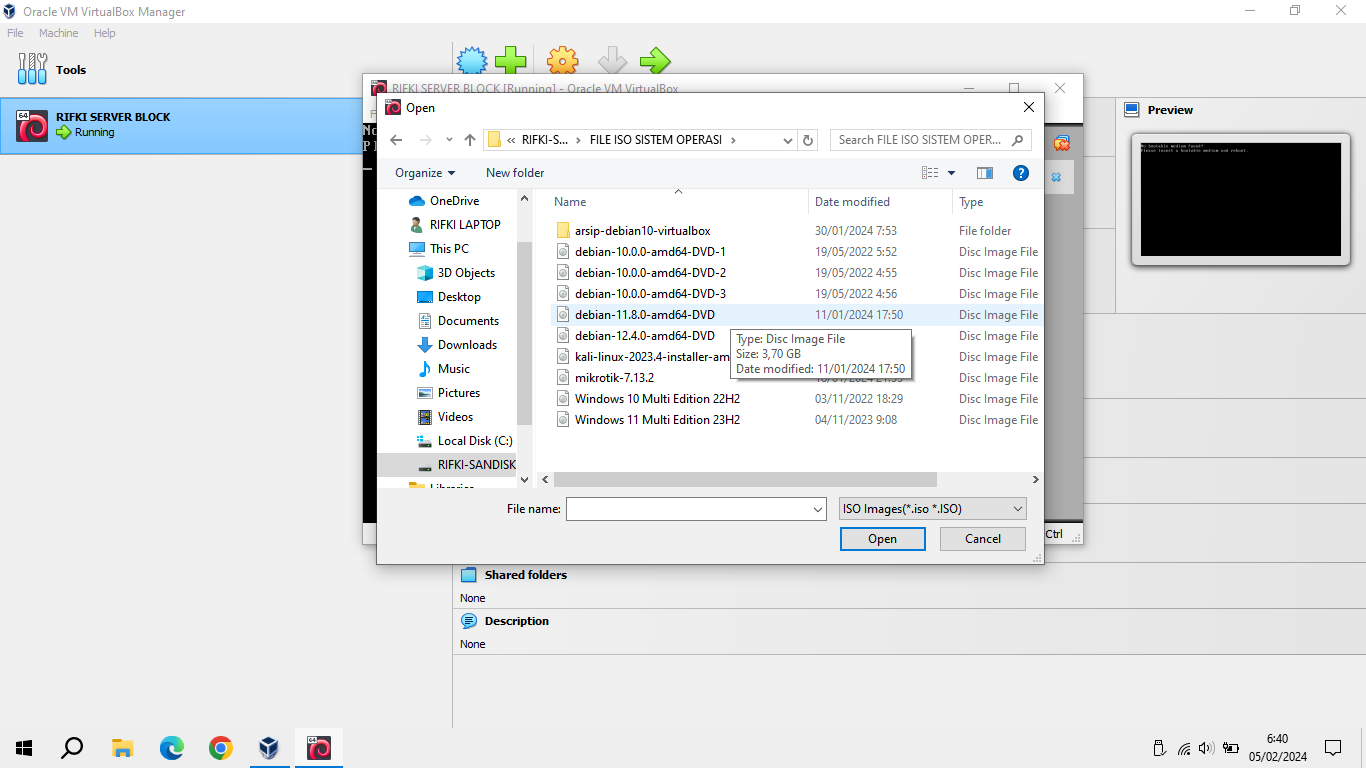 Oracle VM VirtualBox Manager
File Machine Help
Tools
64
RIFKI SERVER BLOCK
Running
RIFKI SERVER BLOCK [Running] - Oracle VM VirtualBox
Open
« RIFKI-S... › FILE ISO SISTEM OPERASI ›
Search FILE ISO SISTEM OPER...
Organize New folder
OneDrive
RIFKI LAPTOP
This PC
3D Objects
Desktop
Documents
Downloads
Music
Pictures
Videos
Local Disk (C:)
RIFKI-SANDISK
Libraries
Name Date modified Type
arsip-debian10-virtualbox 30/01/2024 7:53 File folder
debian-10.0.0-amd64-DVD-1 19/05/2022 5:52 Disc Image File
debian-10.0.0-amd64-DVD-2 19/05/2022 4:55 Disc Image File
debian-10.0.0-amd64-DVD-3 19/05/2022 4:56 Disc Image File
debian-11.8.0-amd64-DVD 11/01/2024 17:50 Disc Image File
debian-12.4.0-amd64-DVD Disc Image File
kali-linux-2023.4-installer-am Disc Image File
mikrotik-7.13.2 Disc Image File
Windows 10 Multi Edition 22H2 03/11/2022 18:29 Disc Image File
Windows 11 Multi Edition 23H2 04/11/2023 9:08 Disc Image File
Type: Disc Image File
Size: 3,70 GB
Date modified: 11/01/2024 17:50
File name: ISO Images(*.iso *.ISO)
Open Cancel
Ctrl
Preview
No bootable medium found!
Please insert a bootable medium and reboot.
Shared folders
None
Description
None
6:40
05/02/2024